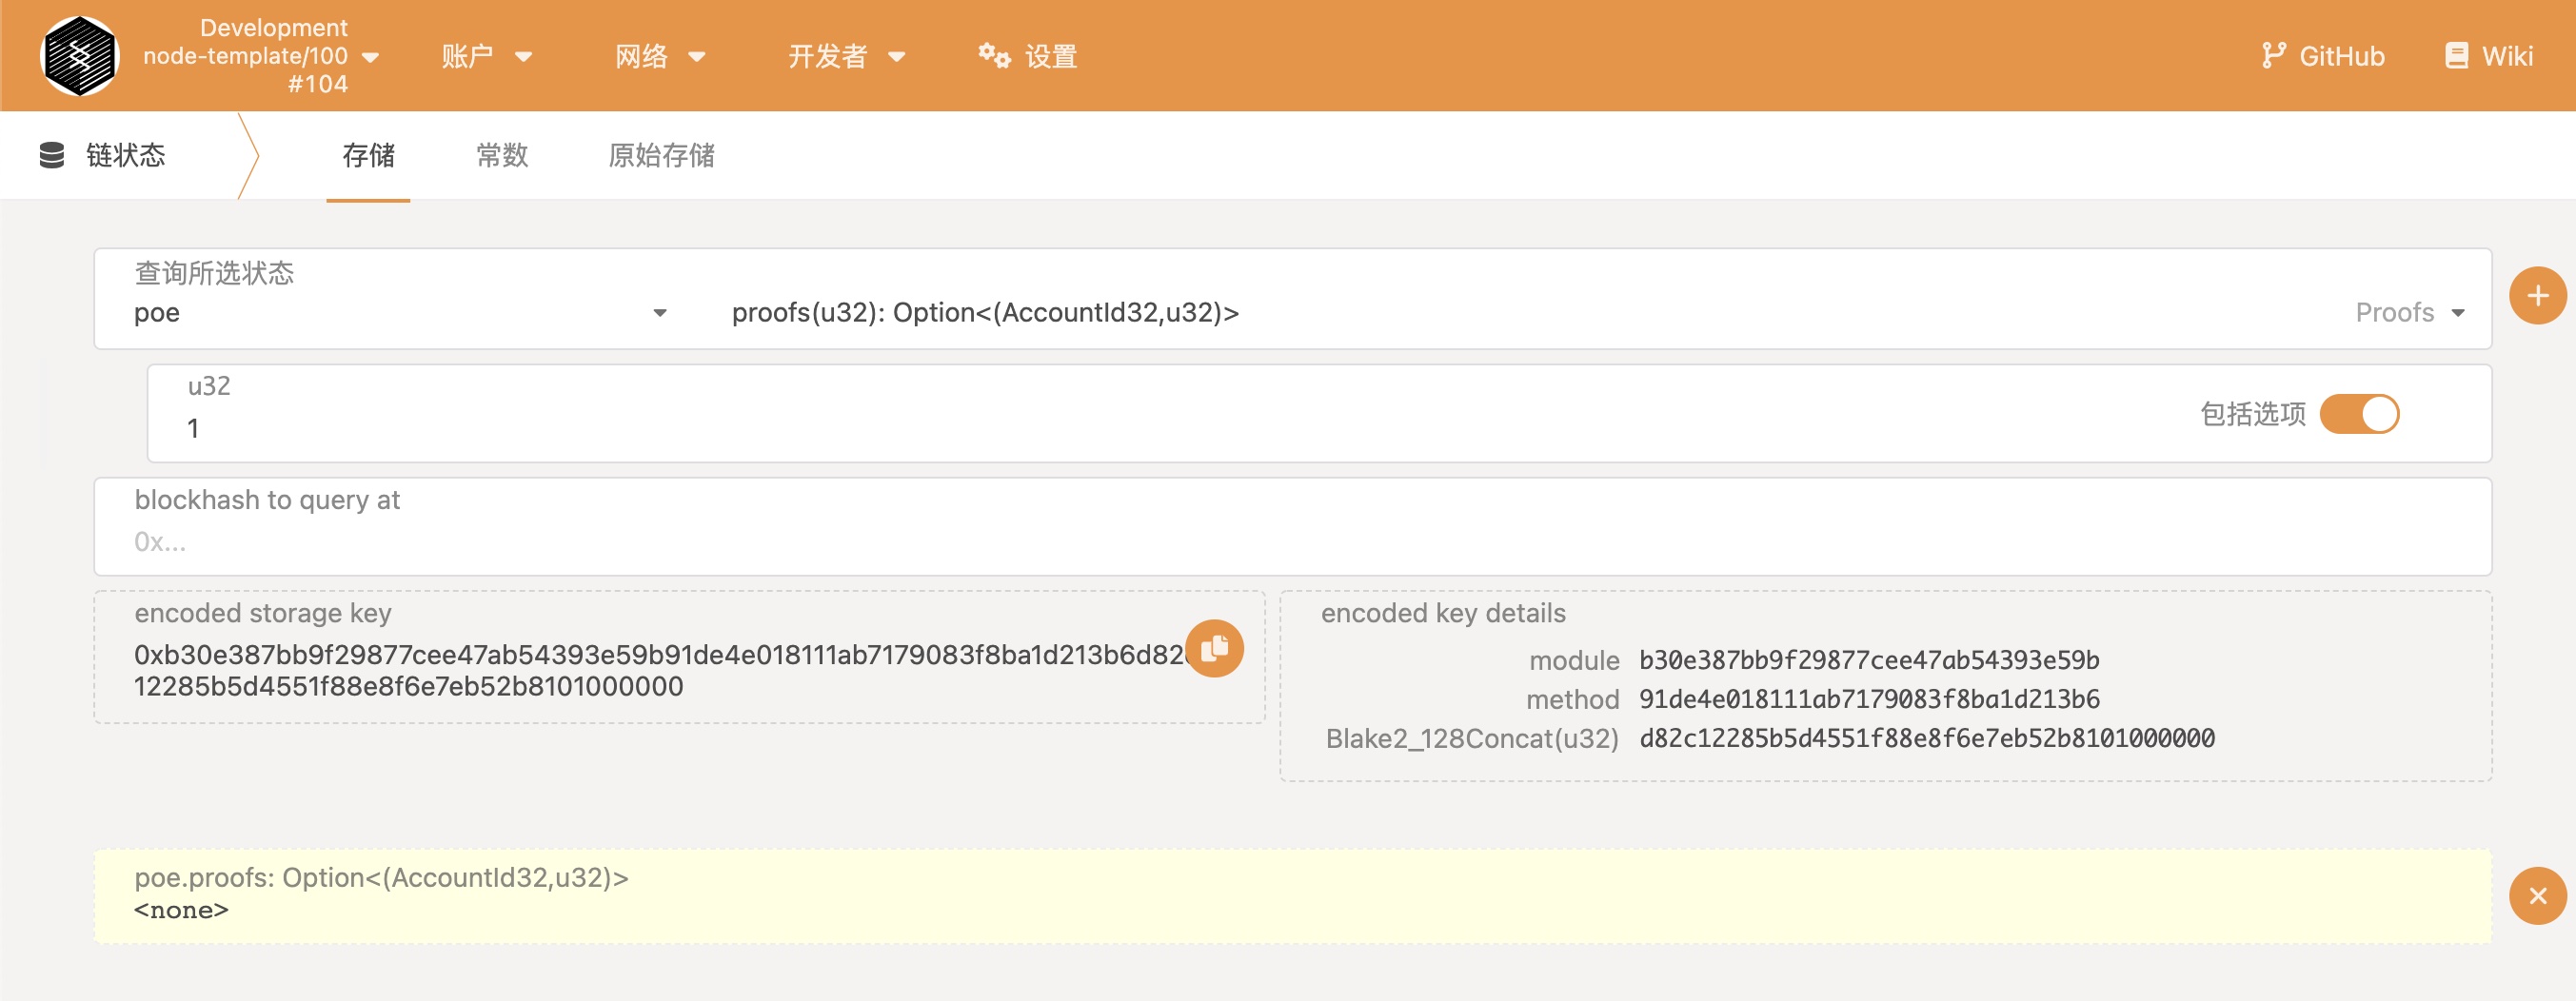 Development
node-template/100
#104
账户
网络
开发者
设置
GitHub
Wiki
链状态
存储
常数
原始存储
查询所选状态
poe
proofs(u32): Option<(AccountId32,u32)>
Proofs
u32
1
包括选项
blockhash to query at
0x...
encoded storage key
0xb30e387bb9f29877cee47ab54393e59b91de4e018111ab7179083f8ba1d213b6d82
12285b5d4551f88e8f6e7eb52b8101000000
encoded key details
module b30e387bb9f29877cee47ab54393e59b
method 91de4e018111ab7179083f8ba1d213b6
Blake2_128Concat(u32) d82c12285b5d4551f88e8f6e7eb52b8101000000
poe.proofs: Option<(AccountId32,u32)>
<none>